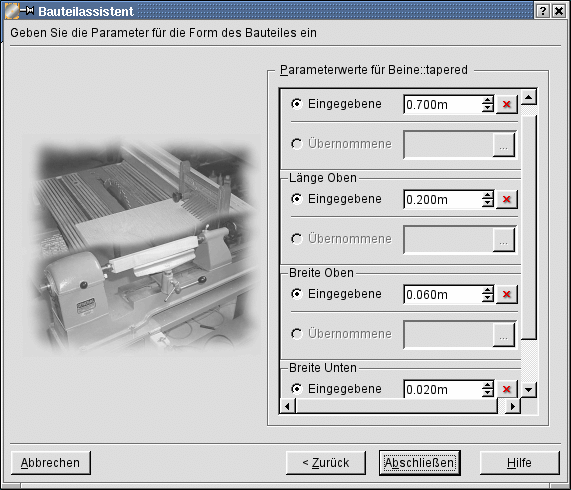 Bauteilassistent
Geben Sie die Parameter für die Form des Bauteiles ein
Parameterwerte für Beine::tapered
Eingegebene 0.700m
Übernommene ...
Länge Oben
Eingegebene 0.200m
Übernommene ...
Breite Oben
Eingegebene 0.060m
Übernommene ...
Breite Unten
Eingegebene 0.020m
Abbrechen < Zurück Abschließen Hilfe